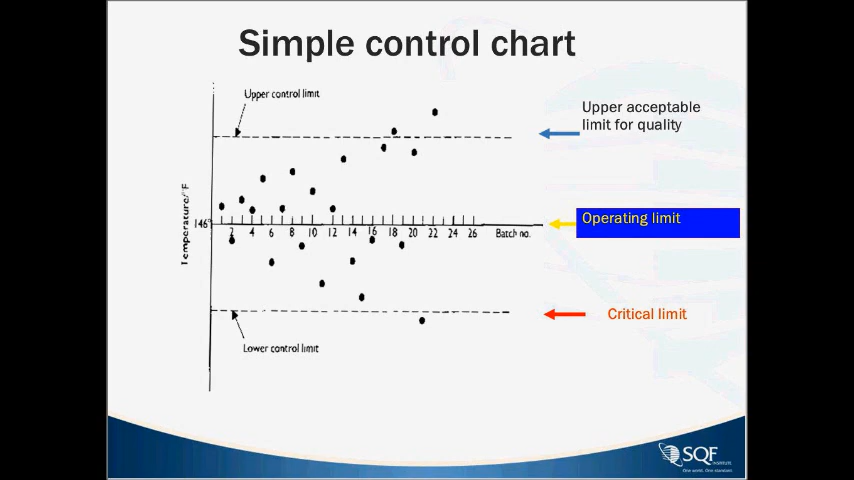 Simple control chart
Upper control limit
Upper acceptable
limit for quality
Temperature/°F
146°
Operating limit
2 4 6 8 10 12 14 16 18 20 22 24 26 Batch no.
Critical limit
Lower control limit
SQF
INSTITUTE
One world. One standard.